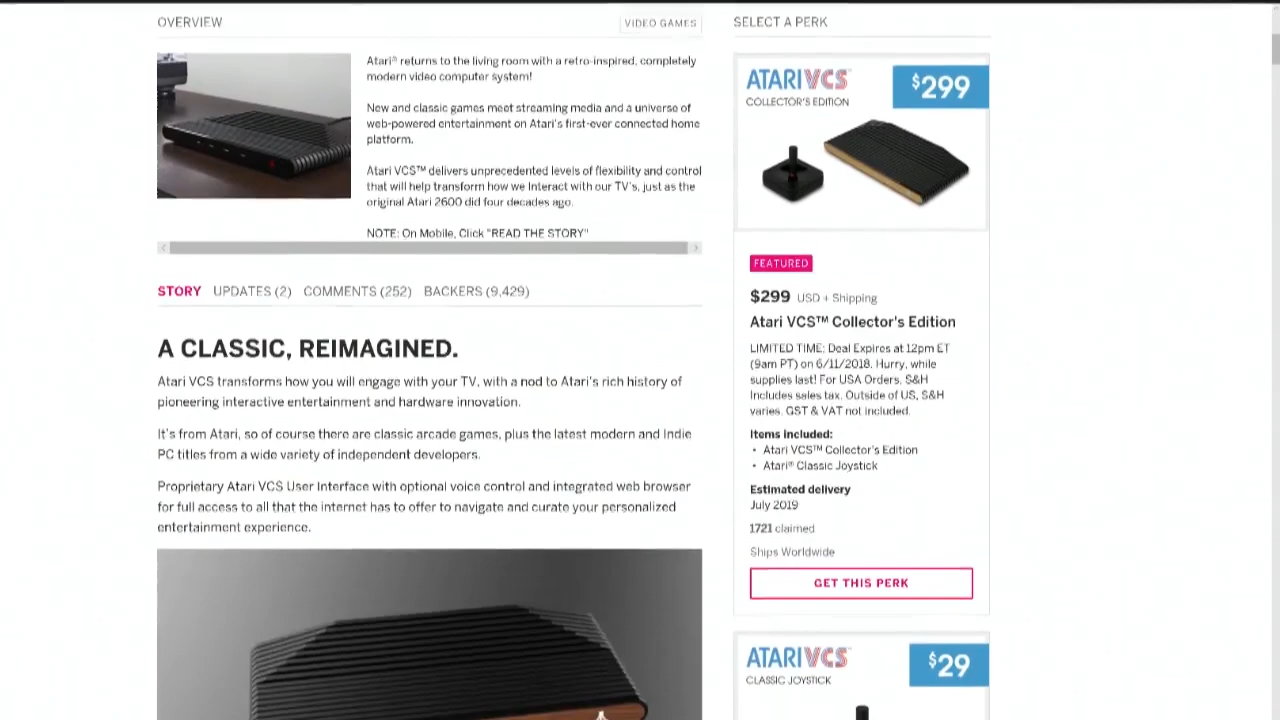 OVERVIEW
VIDEO GAMES
Atari® returns to the living room with a retro-inspired, completely
modern video computer system!
New and classic games meet streaming media and a universe of
web-powered entertainment on Atari's first-ever connected home
platform.
Atari VCS™ delivers unprecedented levels of flexibility and control
that will help transform how we interact with our TV's, just as the
original Atari 2600 did four decades ago.
NOTE: On Mobile, Click "READ THE STORY"
STORY UPDATES (2) COMMENTS (252) BACKERS (9,429)
A CLASSIC, REIMAGINED.
Atari VCS transforms how you will engage with your TV, with a nod to Atari's rich history of
pioneering interactive entertainment and hardware innovation.
It's from Atari, so of course there are classic arcade games, plus the latest modern and Indie
PC titles from a wide variety of independent developers.
Proprietary Atari VCS User Interface with optional voice control and integrated web browser
for full access to all that the internet has to offer to navigate and curate your personalized
entertainment experience.
SELECT A PERK
ATARI VCS™
COLLECTOR'S EDITION
$299
FEATURED
$299 USD + Shipping
Atari VCS™ Collector's Edition
LIMITED TIME: Deal Expires at 12pm ET
(9am PT) on 6/11/2018. Hurry, while
supplies last! For USA Orders, S&H
Includes sales tax. Outside of US, S&H
varies. GST & VAT not included.
Items included:
• Atari VCS™ Collector's Edition
• Atari® Classic Joystick
Estimated delivery
July 2019
1721 claimed
Ships Worldwide
GET THIS PERK
ATARI VCS™
CLASSIC JOYSTICK
$29